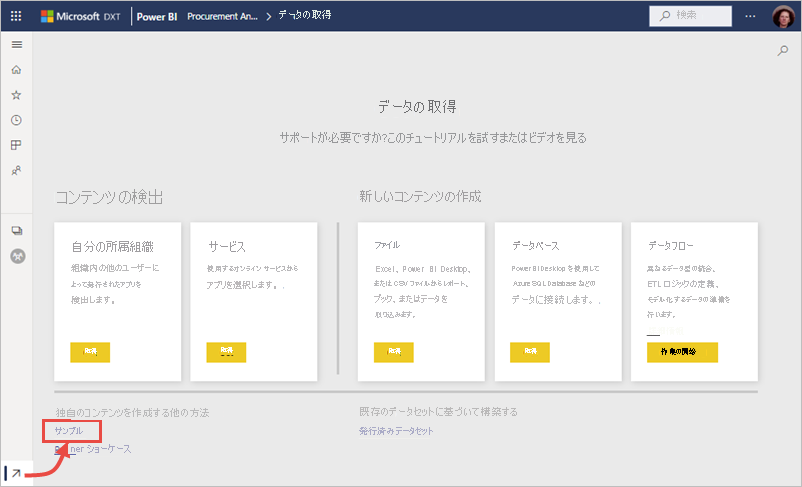 Microsoft DXT Power BI Procurement An... > データの取得 検索 ...
データの取得
サポートが必要ですか?このチュートリアルを試すまたはビデオを見る
コンテンツの検出
新しいコンテンツの作成
自分の所属組織
組織内の他のユーザーに
よって発行されたアプリを
検出します。
取得
サービス
使用するオンライン サービスから
アプリを選択します。.
取得
ファイル
Excel、Power BI Desktop、
または CSV ファイルからレポート、
ブック、またはデータを
取り込みます。
取得
データベース
Power BI Desktop を使用して
Azure SQL Database などの
データに接続します。.
取得
データフロー
異なるデータ型の統合、
ETL ロジックの定義、
モデル化するデータの準備を
行います。
作業の開始
独自のコンテンツを作成する他の方法
サンプル
ner ショーケース
既存のデータセットに基づいて構築する
発行済みデータセット